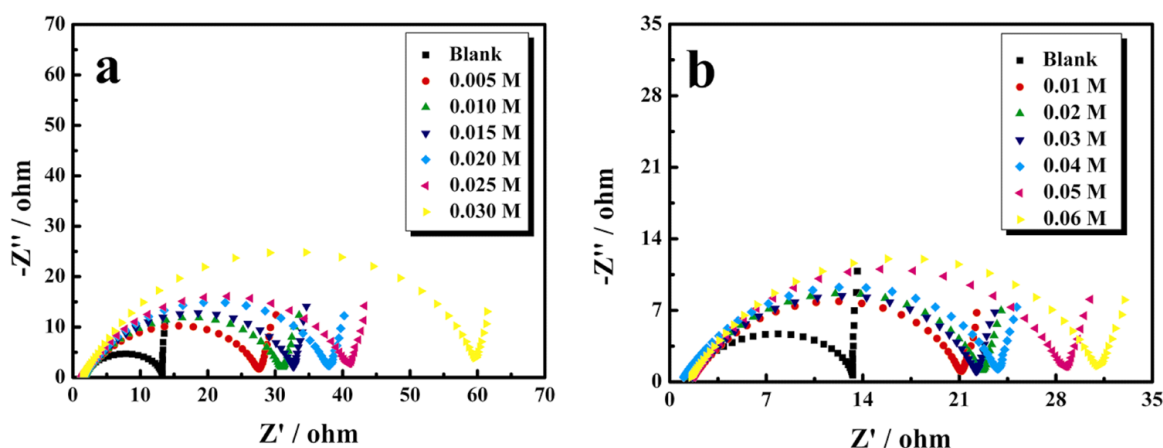 a
70
60
50
40
30
20
10
0
-Z'' / ohm
Blank
0.005 M
0.010 M
0.015 M
0.020 M
0.025 M
0.030 M
0 10 20 30 40 50 60 70
Z' / ohm
b
35
28
21
14
7
0
-Z'' / ohm
Blank
0.01 M
0.02 M
0.03 M
0.04 M
0.05 M
0.06 M
0 7 14 21 28 35
Z' / ohm